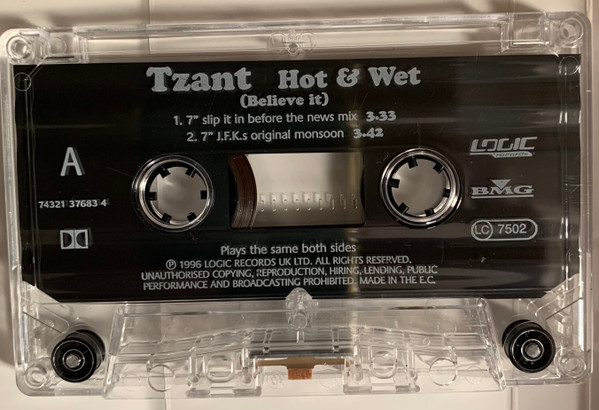 Tzant Hot & Wet
(Believe it)
1. 7" slip it in before the news mix 3.33
2. 7" J.F.K.s original monsoon 3.42
A
LOGIC
records
74321 37683 4
BMG
LC 7502
Plays the same both sides
℗ 1996 LOGIC RECORDS UK LTD. ALL RIGHTS RESERVED.
UNAUTHORISED COPYING, REPRODUCTION, HIRING, LENDING, PUBLIC
PERFORMANCE AND BROADCASTING PROHIBITED. MADE IN THE E.C.